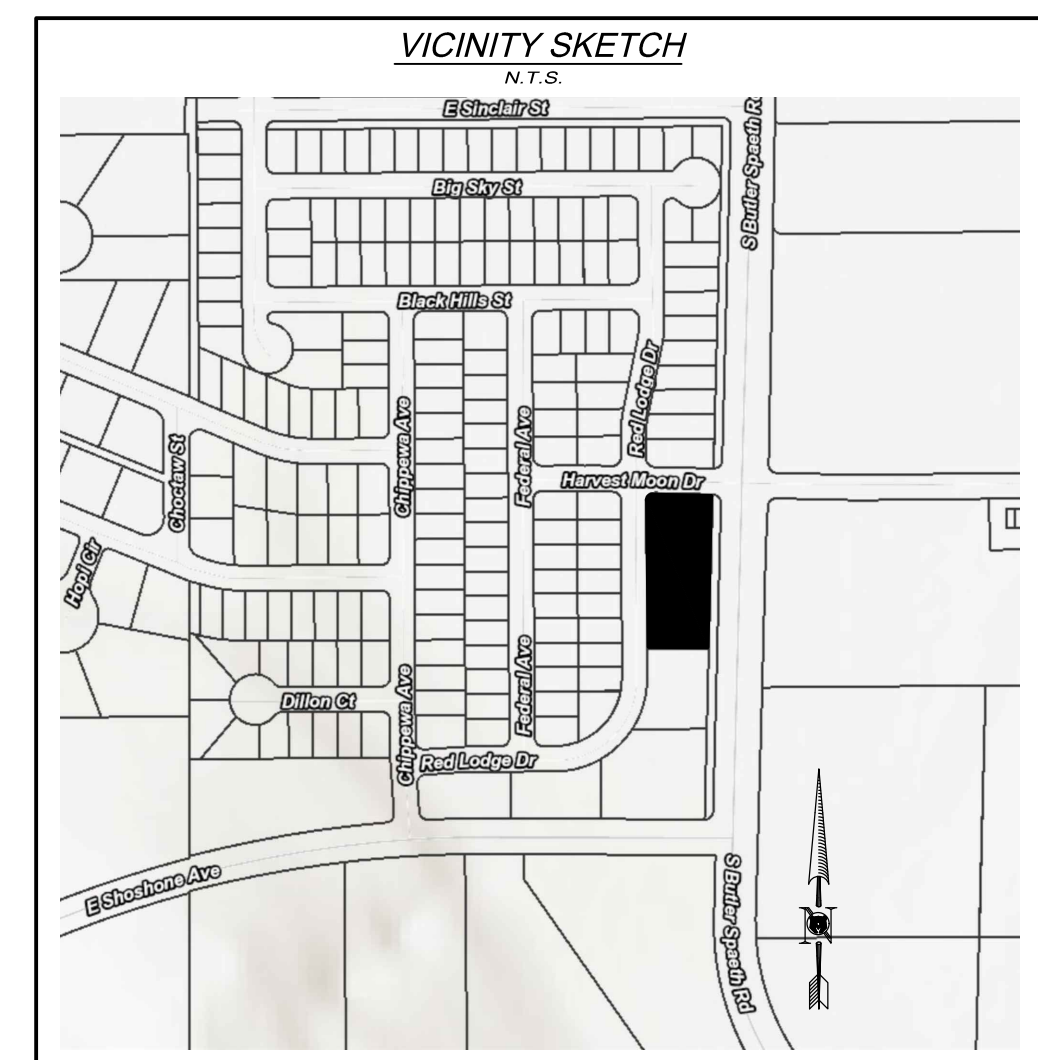 VICINITY SKETCH
N.T.S.
E Sinclair St
S Butler Spaeth Rd
Big Sky St
Black Hills St
Red Lodge Dr
Chippewa Ave
Federal Ave
Choctaw St
Harvest Moon Dr
Hopi Cir
Federal Ave
Chippewa Ave
Dillon Ct
Red Lodge Dr
E Shoshone Ave
S Butler Spaeth Rd